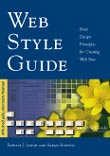 WEB
STYLE
GUIDE
Basic
Design
Principles
for Creating
Web Sites
PATRICK J. LYNCH AND SARAH HORTON